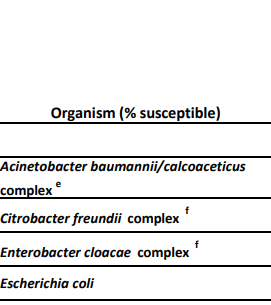 Organism (% susceptible)
Acinetobacter baumannii/calcoaceticus
complex e
Citrobacter freundii complex f
Enterobacter cloacae complex f
Escherichia coli